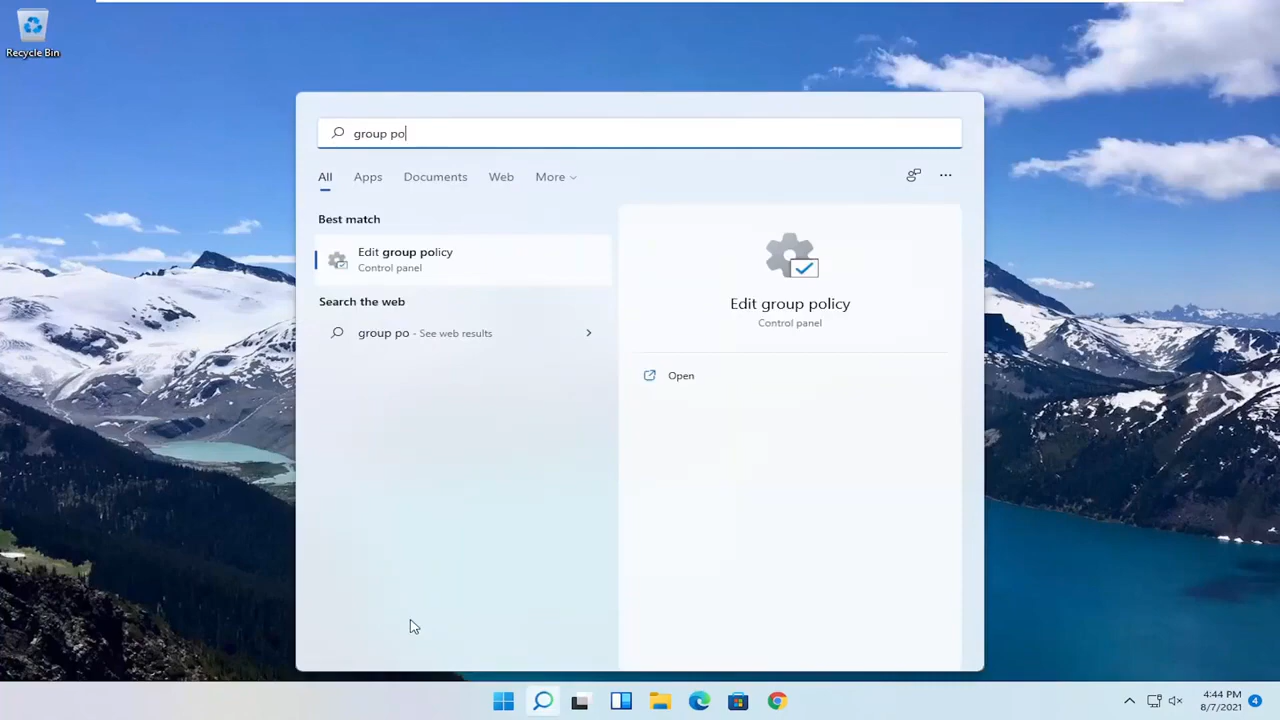 Recycle Bin
group po
All Apps Documents Web More
Best match
Edit group policy
Control panel
Search the web
group po - See web results
Edit group policy
Control panel
Open
4:44 PM
8/7/2021
4